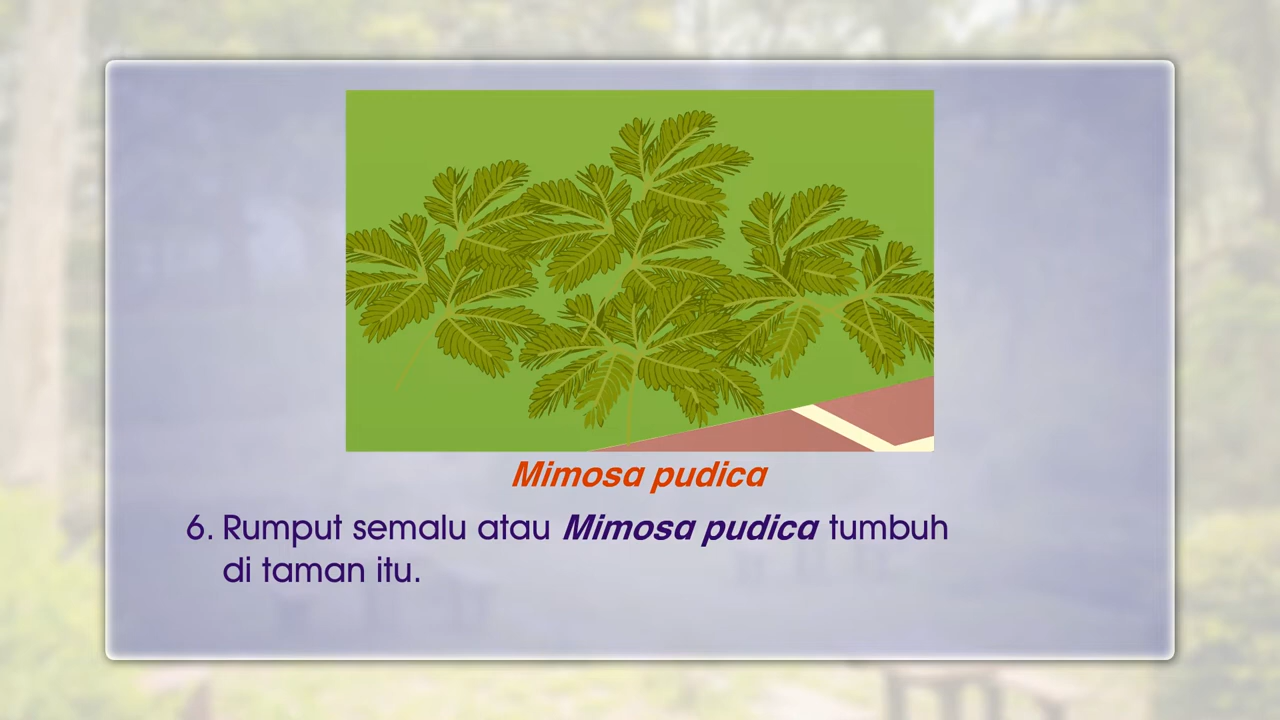 Mimosa pudica
6. Rumput semalu atau Mimosa pudica tumbuh
di taman itu.